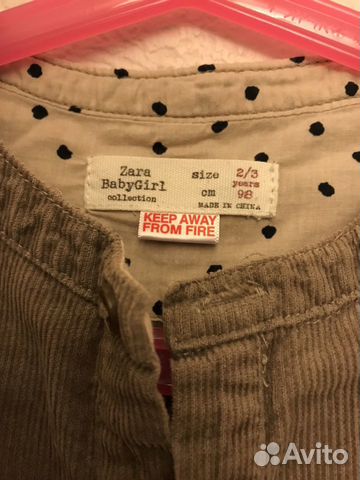 Zara
BabyGirl
collection
size 2/3
years
cm 98
MADE IN CHINA
KEEP AWAY
FROM FIRE
Avito